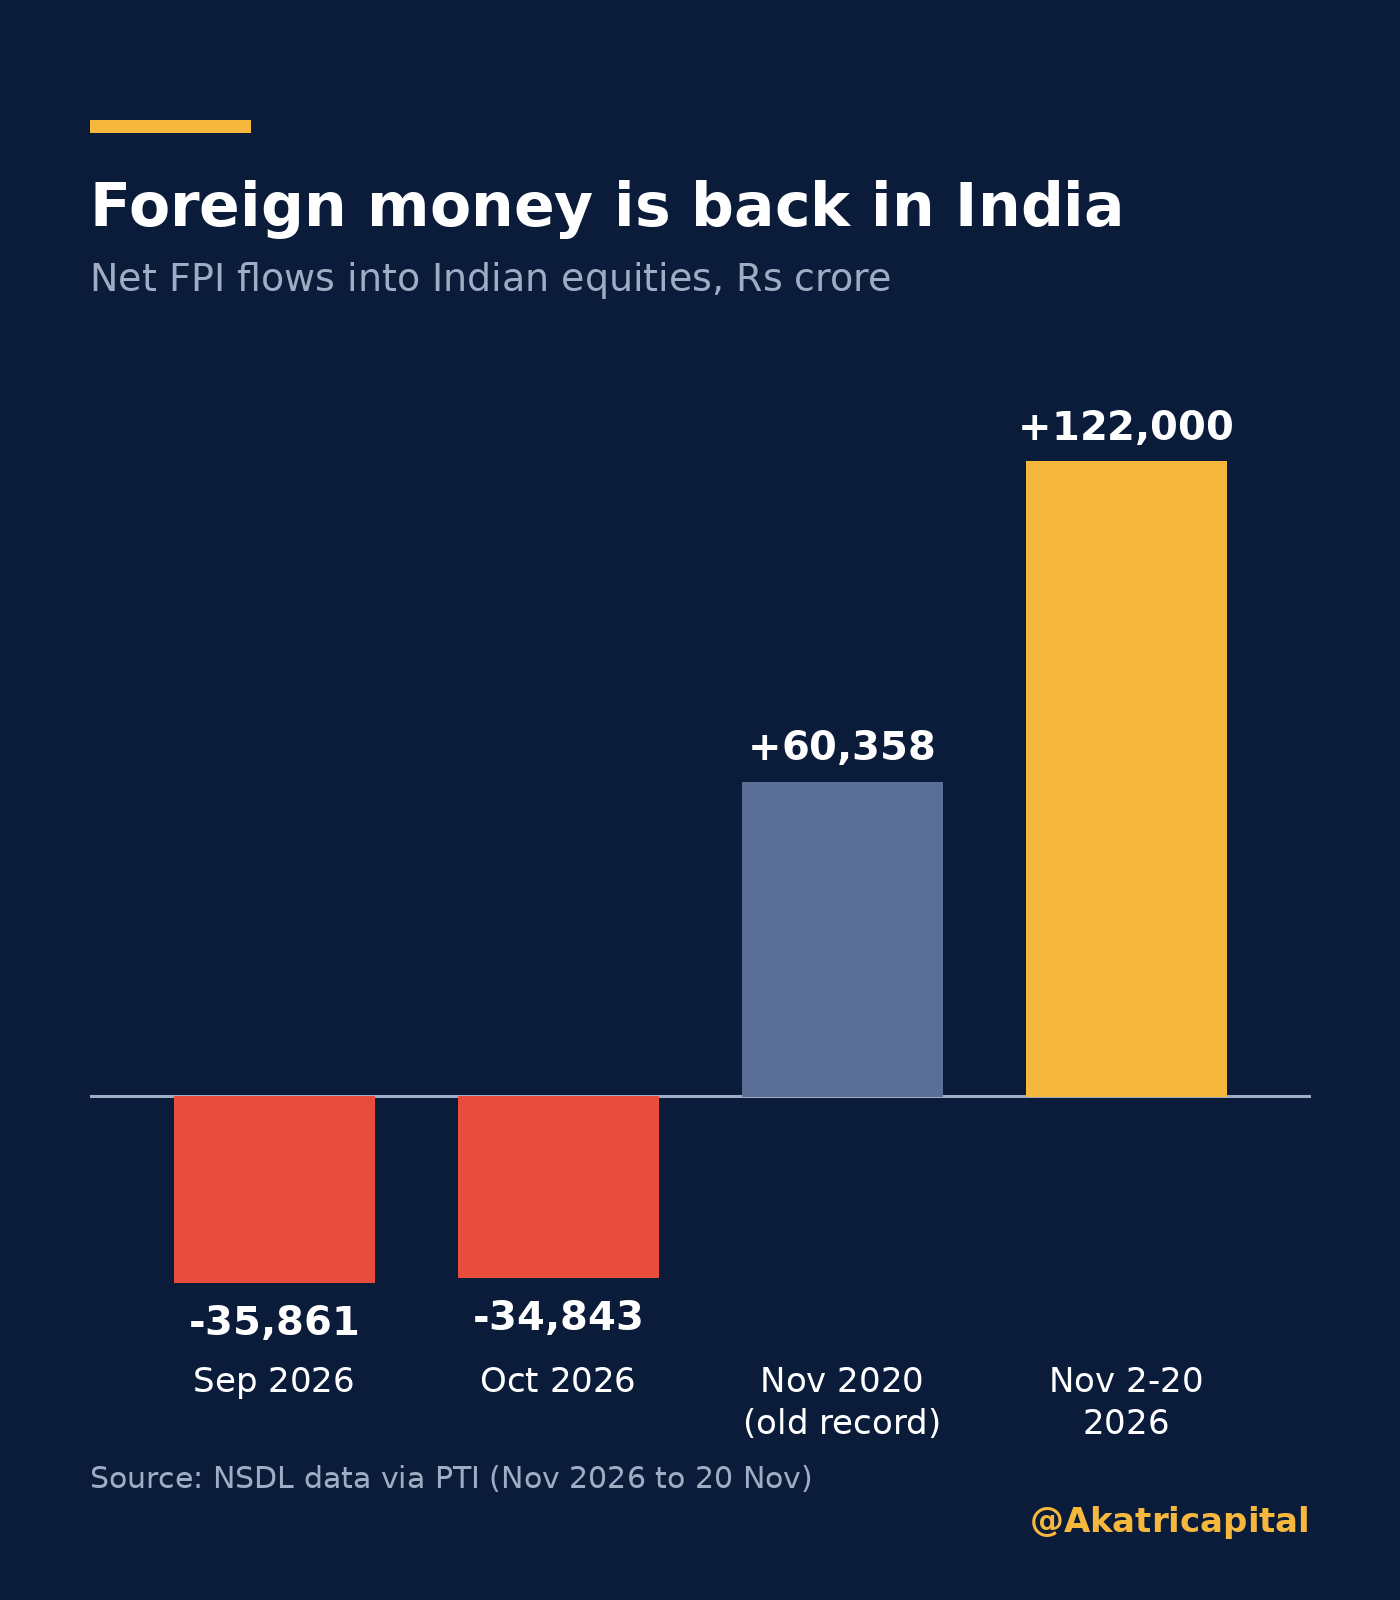 Foreign money is back in India
Net FPI flows into Indian equities, Rs crore
+122,000
+60,358
-35,861
-34,843
Sep 2026
Oct 2026
Nov 2020
(old record)
Nov 2-20
2026
Source: NSDL data via PTI (Nov 2026 to 20 Nov)
@Akatricapital